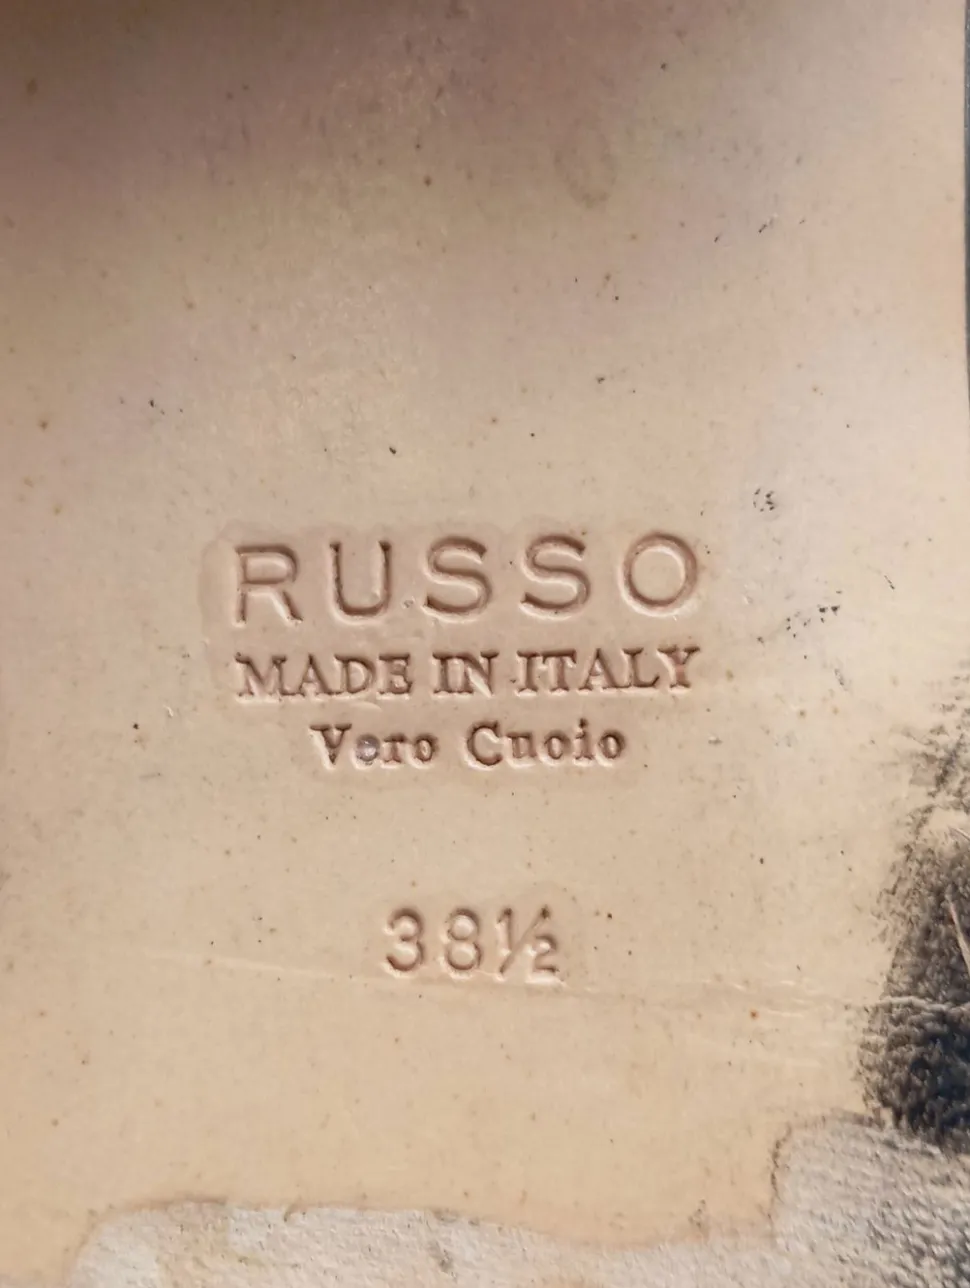 RUSSO
MADE IN ITALY
Vero Cuoio
38½